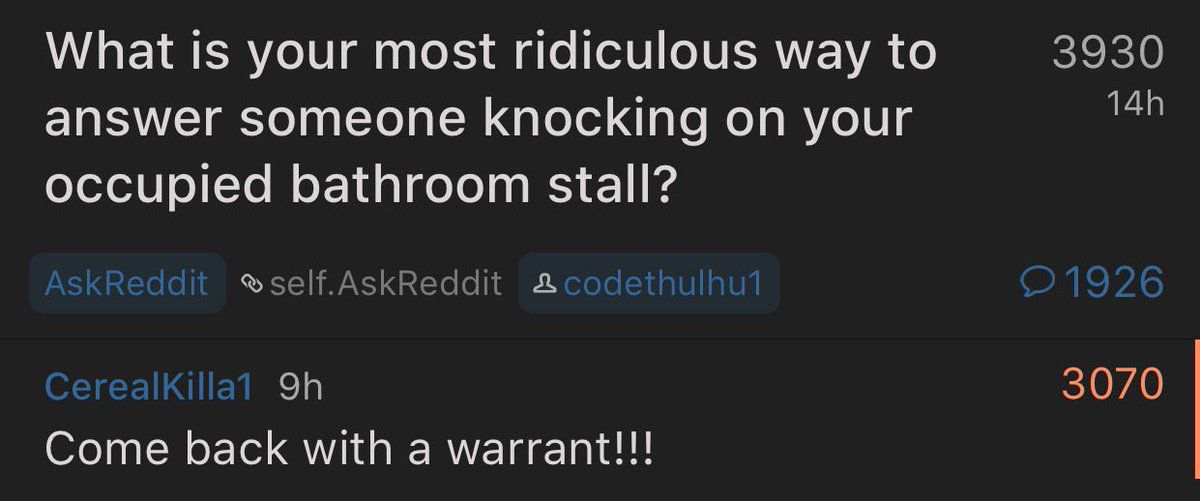 What is your most ridiculous way to 3930
answer someone knocking on your 14h
occupied bathroom stall?
AskReddit self.AskReddit codethulhu1 1926
CerealKilla1 9h 3070
Come back with a warrant!!!